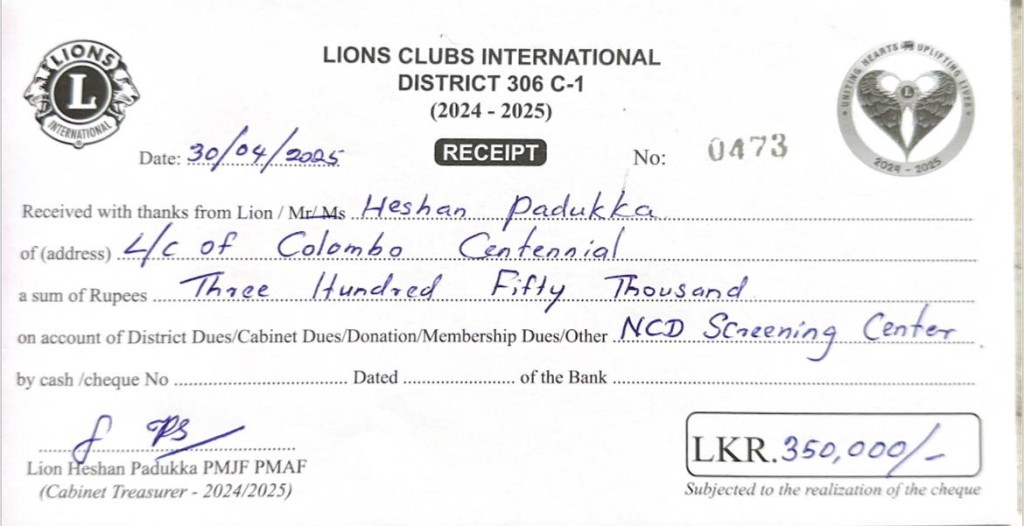 LIONS
L
INTERNATIONAL
LIONS CLUBS INTERNATIONAL
DISTRICT 306 C-1
(2024 - 2025)
UNITING HEARTS UPLIFTING LIVES
L
2024 - 2025
Date: 30/04/2025 RECEIPT No: 0473
Received with thanks from Lion / Mr/ Ms Heshan Padukka
of (address) L/c of Colombo Centennial
a sum of Rupees Three Hundred Fifty Thousand
on account of District Dues/Cabinet Dues/Donation/Membership Dues/Other NCD Screening Center
by cash /cheque No .................... Dated .................... of the Bank ....................
Lion Heshan Padukka PMJF PMAF
(Cabinet Treasurer - 2024/2025)
LKR. 350,000/-
Subjected to the realization of the cheque